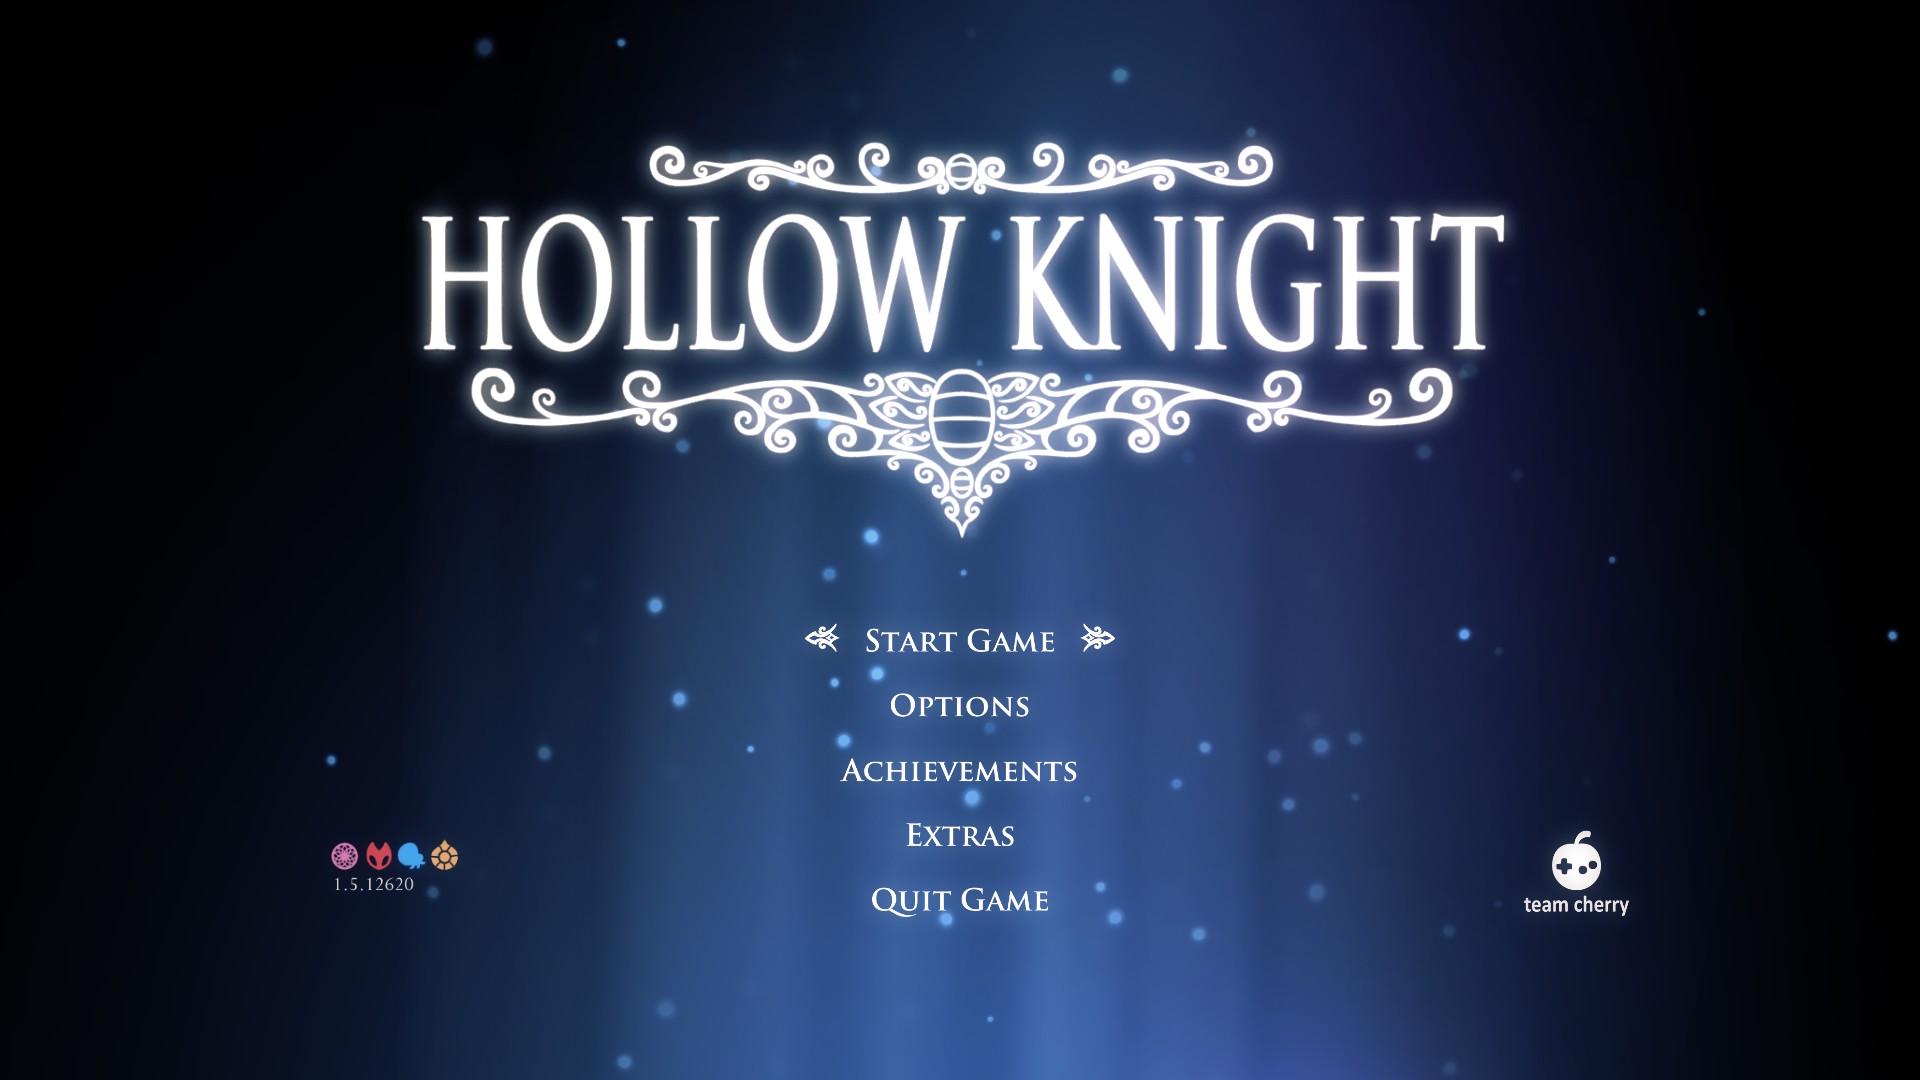 HOLLOW KNIGHT
START GAME
OPTIONS
ACHIEVEMENTS
EXTRAS
QUIT GAME
1.5.12620
team cherry